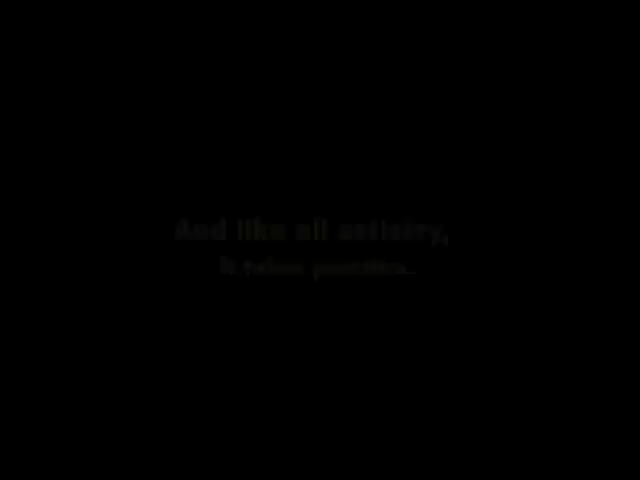 And like all artistry,
it takes practice...